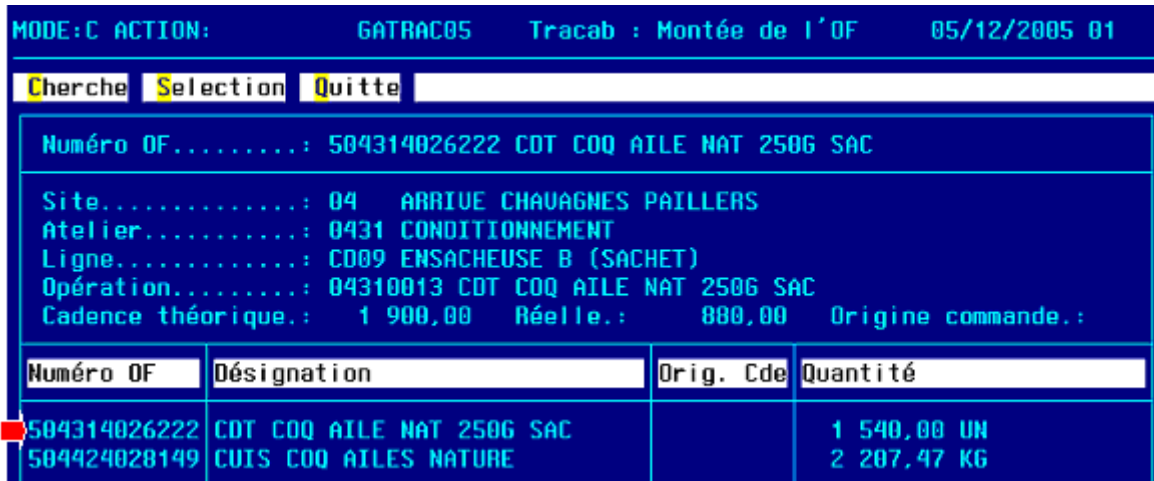 MODE:C ACTION: GATRAC05 Tracab : Montée de l'OF 05/12/2005 01
Cherche Selection Quitte
Numéro OF.........: 504314026222 CDT COQ AILE NAT 250G SAC
Site..............: 04 ARRIVE CHAVAGNES PAILLERS
Atelier...........: 0431 CONDITIONNEMENT
Ligne.............: CD09 ENSACHEUSE B (SACHET)
Opération.........: 04310013 CDT COQ AILE NAT 250G SAC
Cadence théorique.: 1 900,00 Réelle.: 880,00 Origine commande.:
Numéro OF Désignation Orig. Cde Quantité
504314026222 CDT COQ AILE NAT 250G SAC 1 540,00 UN
504424028149 CUIS COQ AILES NATURE 2 207,47 KG